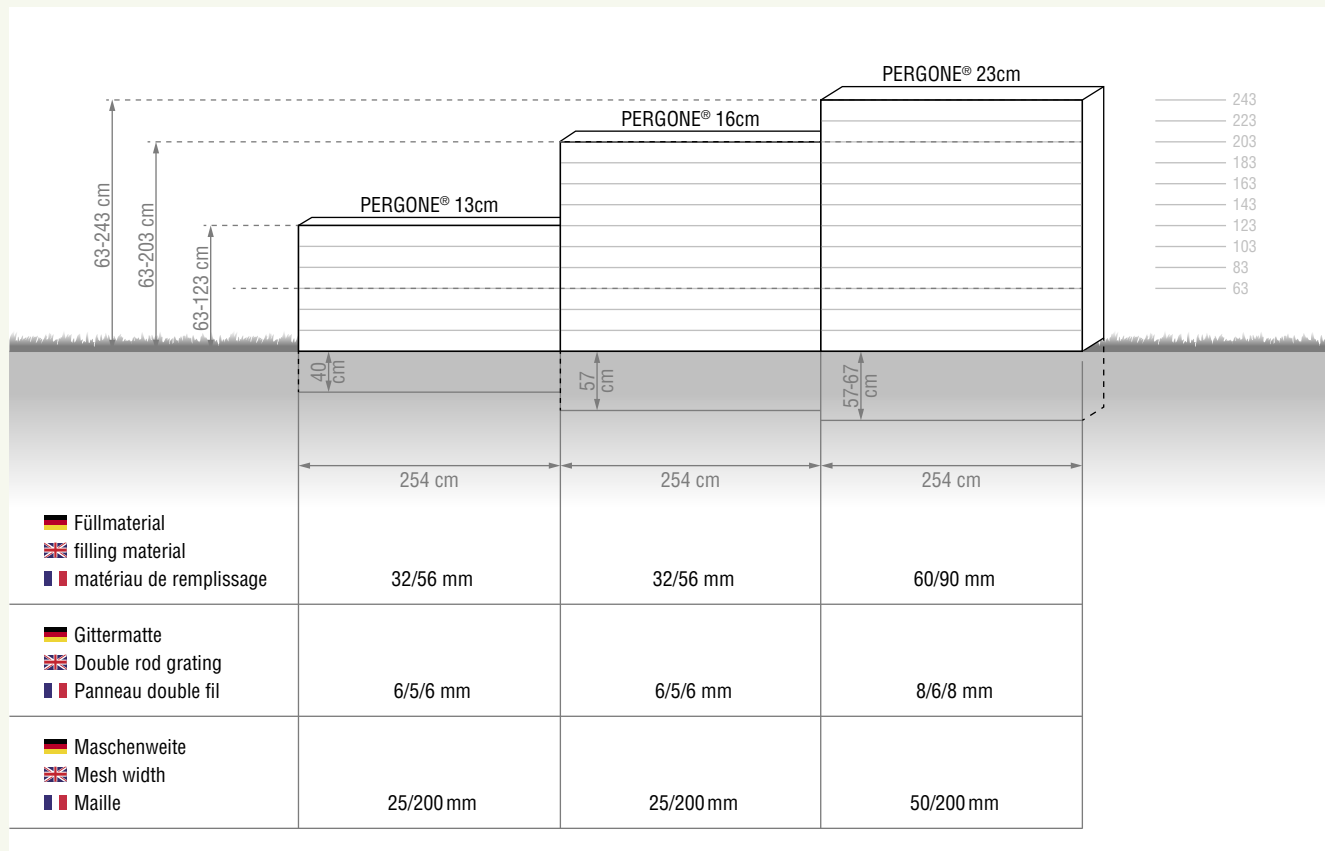 PERGONE® 23cm
PERGONE® 16cm
PERGONE® 13cm
63-243 cm
63-203 cm
63-123 cm
243
223
203
183
163
143
123
103
83
63
40 cm
57 cm
57-67 cm
254 cm
254 cm
254 cm
Füllmaterial
filling material
matériau de remplissage 32/56 mm 32/56 mm 60/90 mm
Gittermatte
Double rod grating
Panneau double fil 6/5/6 mm 6/5/6 mm 8/6/8 mm
Maschenweite
Mesh width
Maille 25/200 mm 25/200 mm 50/200 mm